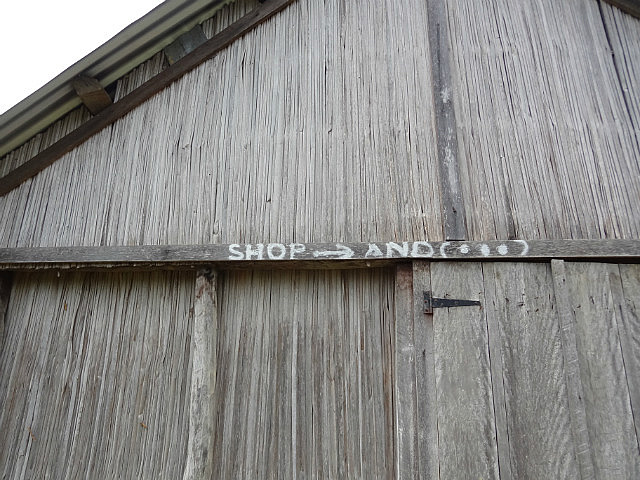 SHOP → AND (•••)